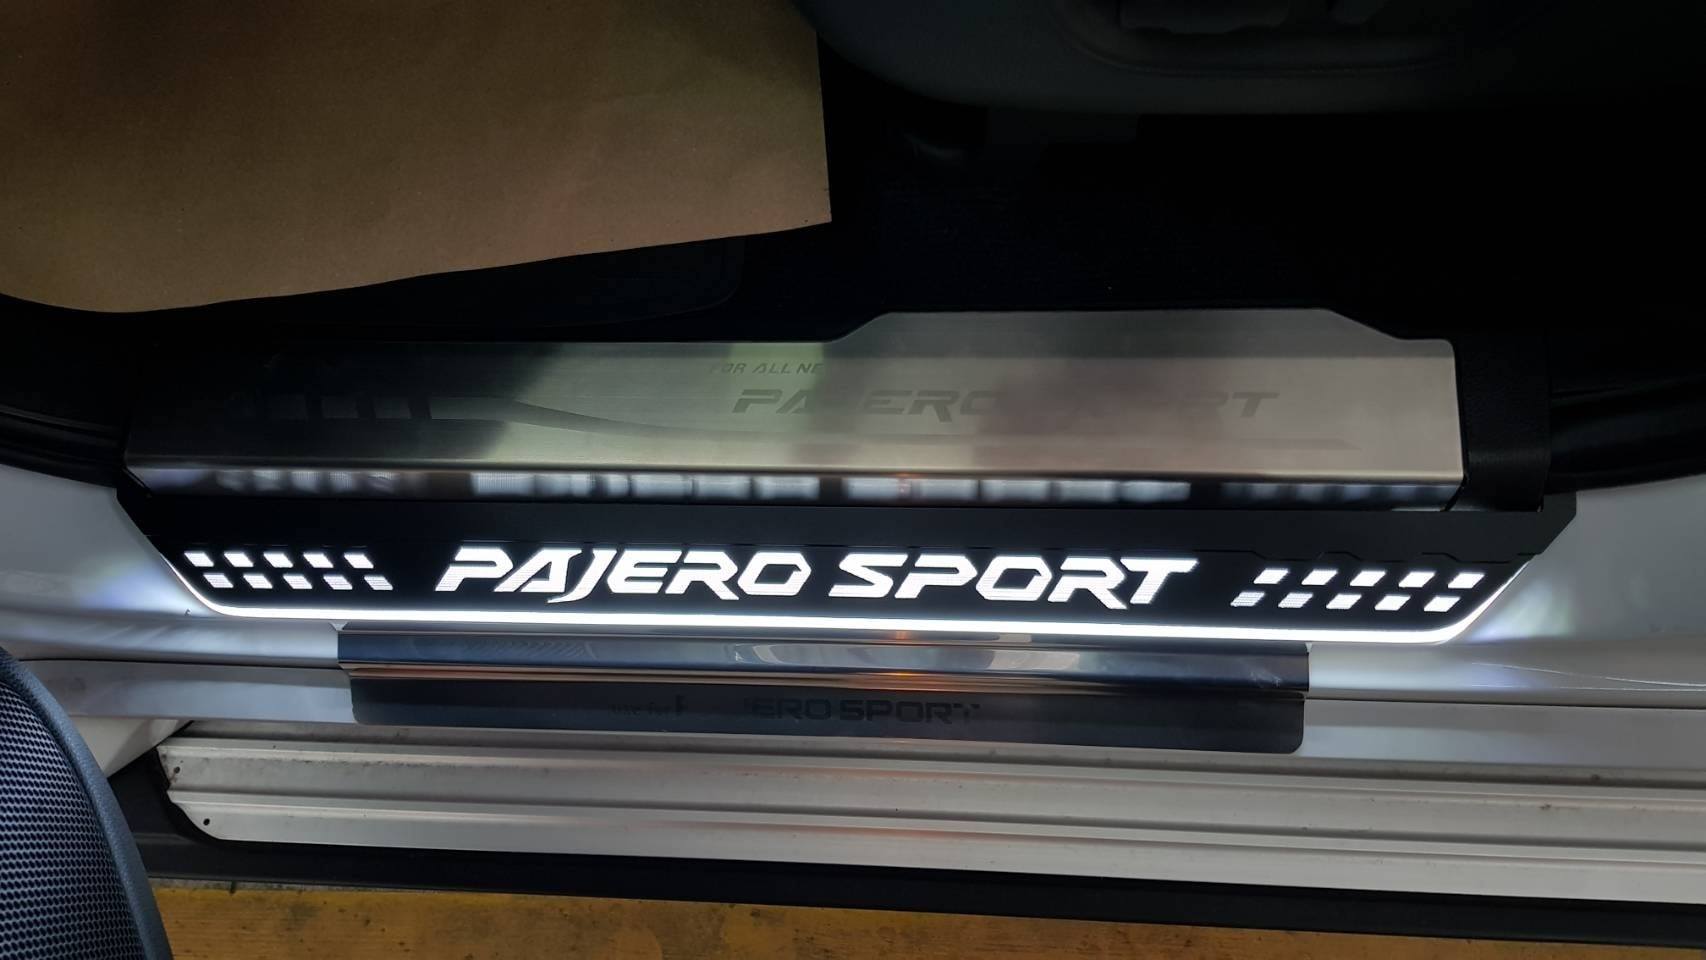 FOR ALL NE
PAJERO SPORT
PAJERO SPORT
ERO SPORT